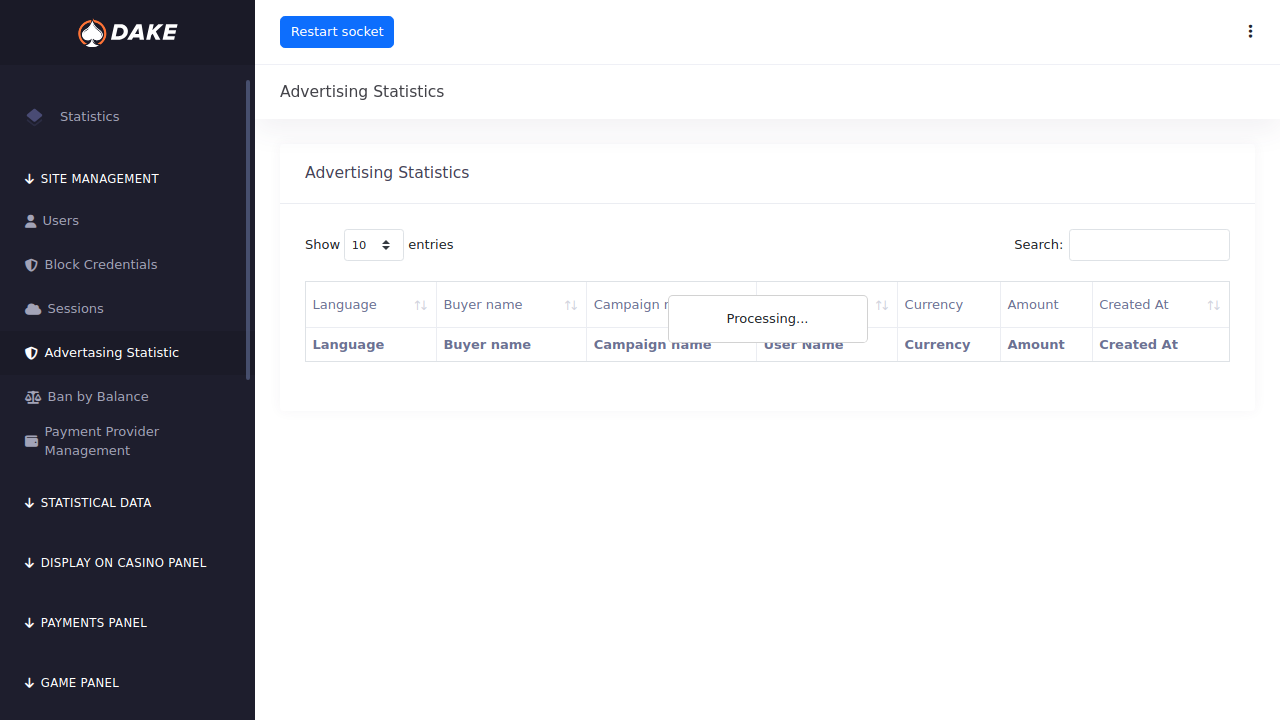 DAKE
Restart socket
Advertising Statistics
Statistics
SITE MANAGEMENT
Users
Block Credentials
Sessions
Advertasing Statistic
Ban by Balance
Payment Provider
Management
STATISTICAL DATA
DISPLAY ON CASINO PANEL
PAYMENTS PANEL
GAME PANEL
Advertising Statistics
Show 10 entries
Search:
Language Buyer name Campaign Currency Amount Created At
Processing...
Language Buyer name Campaign name User Name Currency Amount Created At